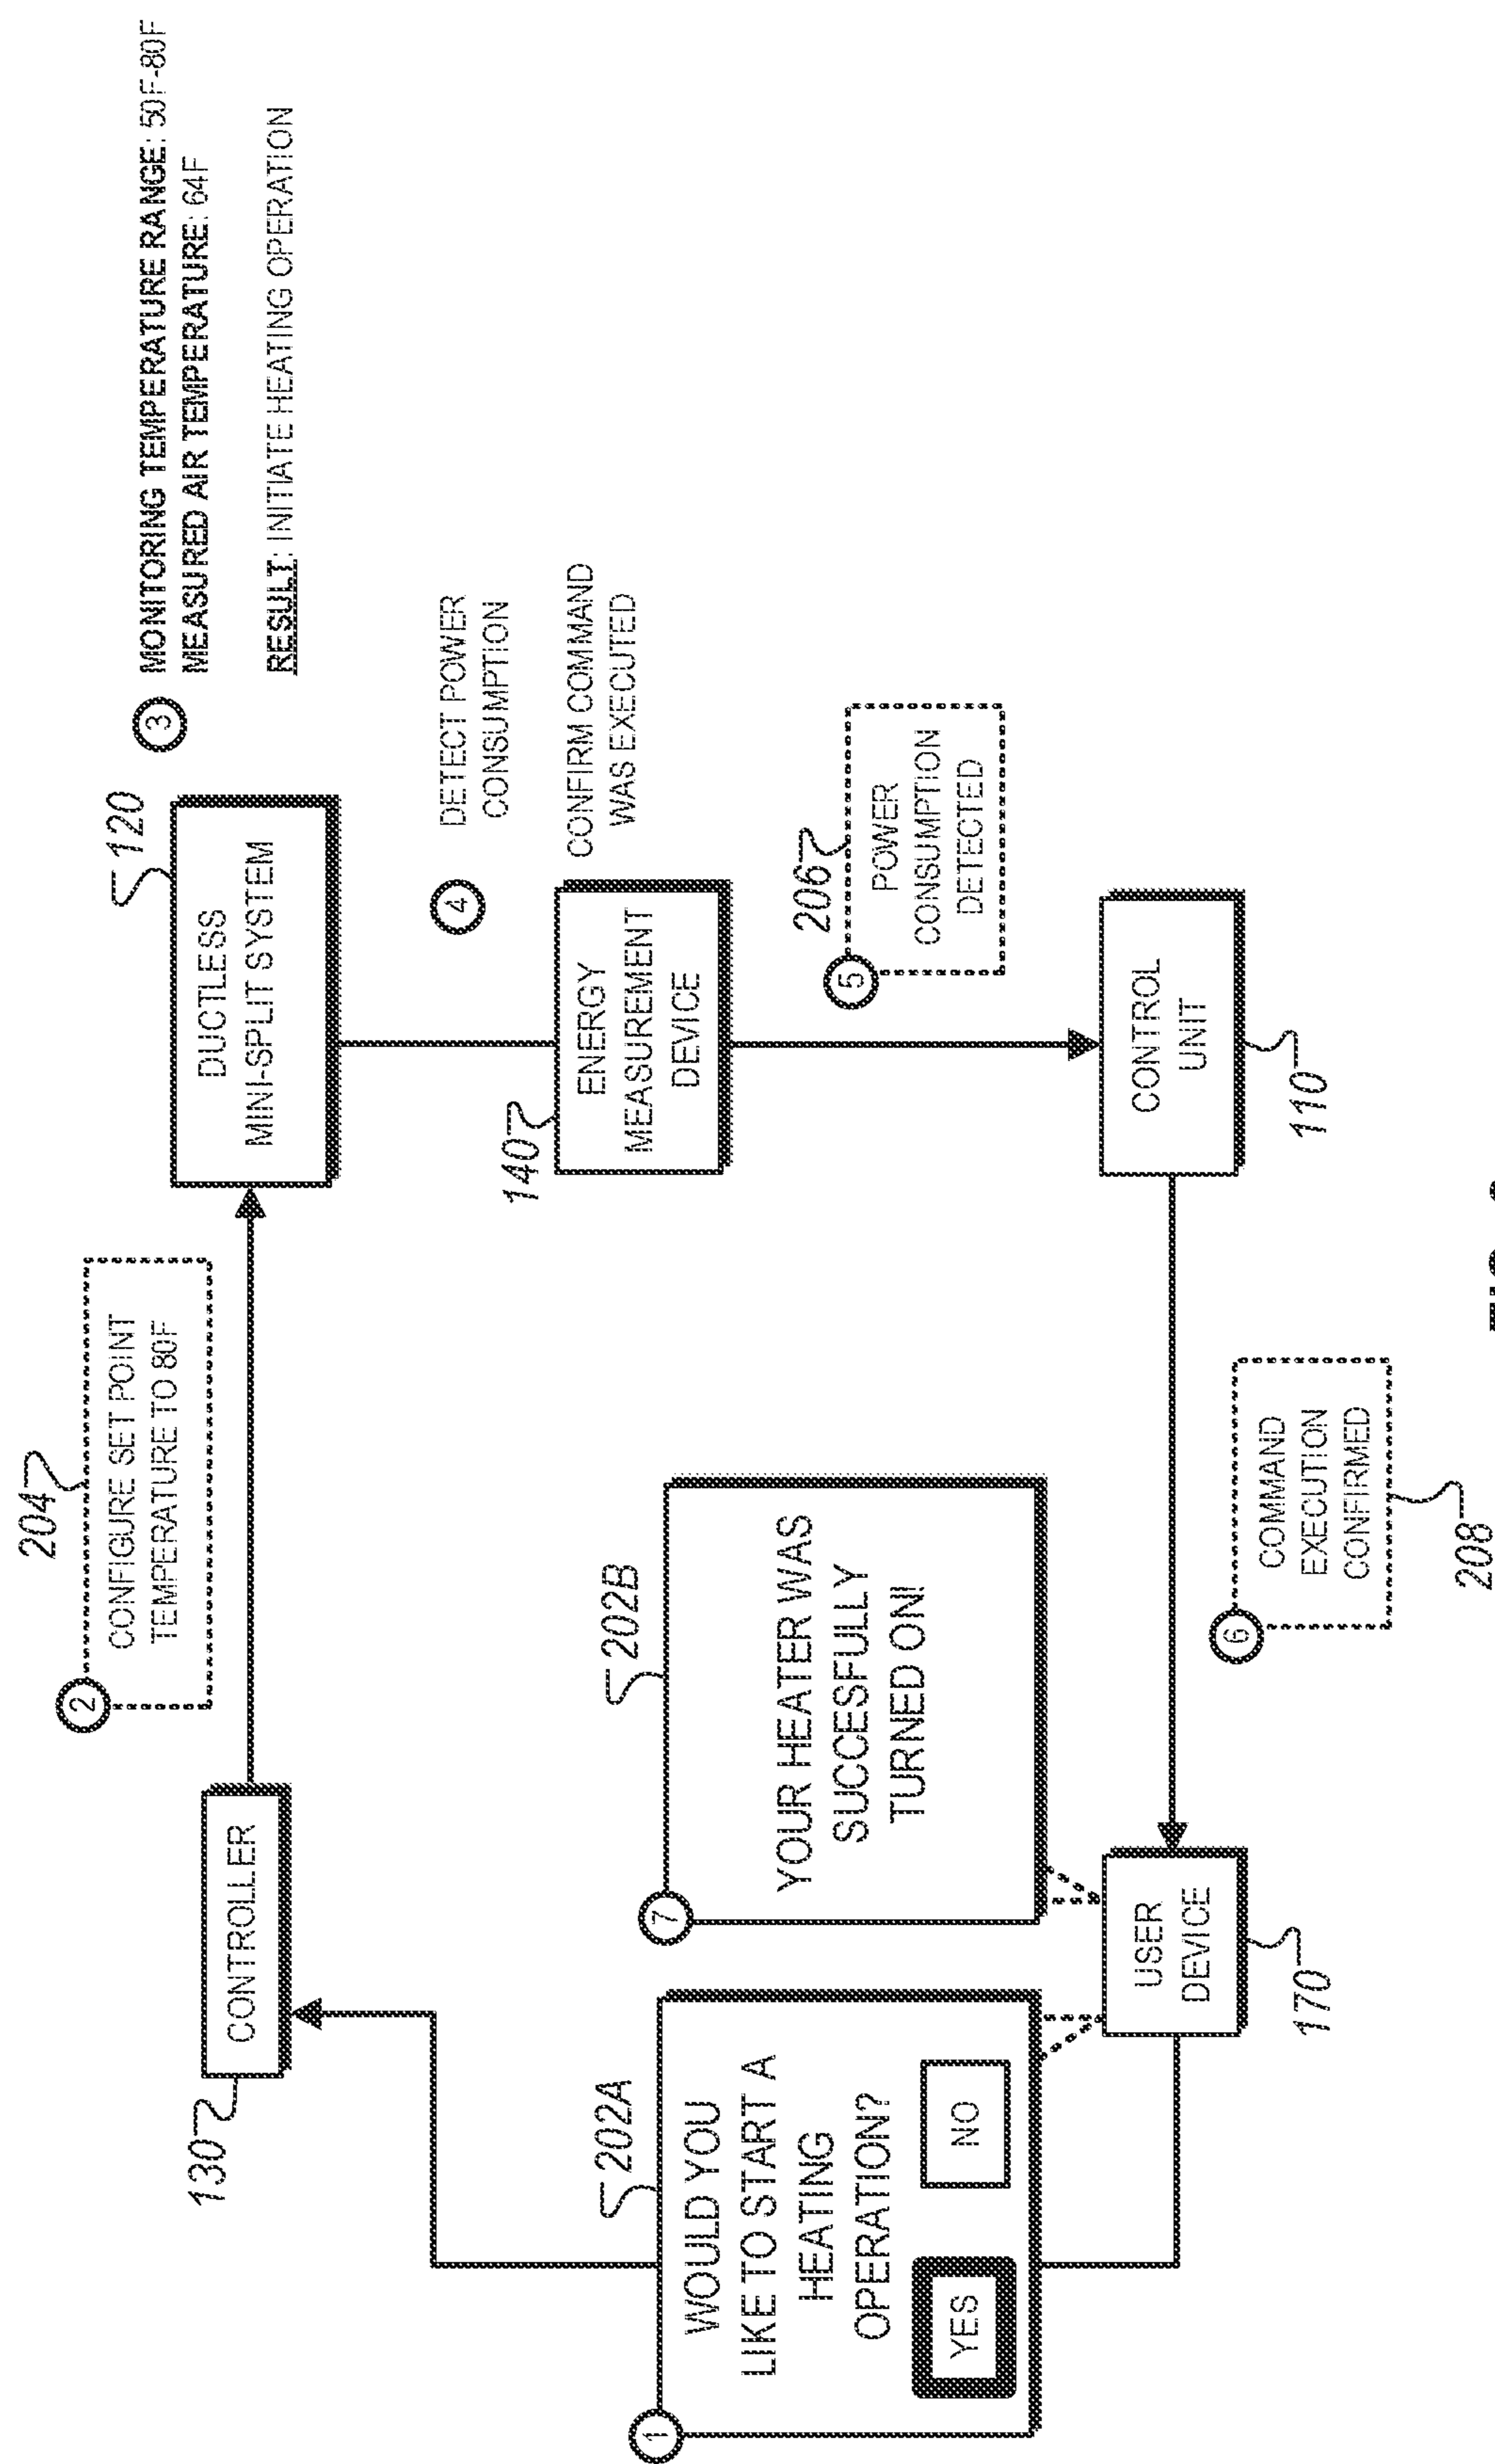 1
WOULD YOU
LIKE TO START A
HEATING
OPERATION?
YES
NO
202A
130
CONTROLLER
2
204
CONFIGURE SET POINT
TEMPERATURE TO 80F
120
DUCTLESS
MINI-SPLIT SYSTEM
3
MONITORING TEMPERATURE RANGE: 50F-80F
MEASURED AIR TEMPERATURE: 64F
RESULT: INITIATE HEATING OPERATION
4
DETECT POWER
CONSUMPTION
CONFIRM COMMAND
WAS EXECUTED
140
ENERGY
MEASUREMENT
DEVICE
5
206
POWER
CONSUMPTION
DETECTED
CONTROL
UNIT
110
6
COMMAND
EXECUTION
CONFIRMED
208
7
202B
YOUR HEATER WAS
SUCCESFULLY
TURNED ON!
USER
DEVICE
170